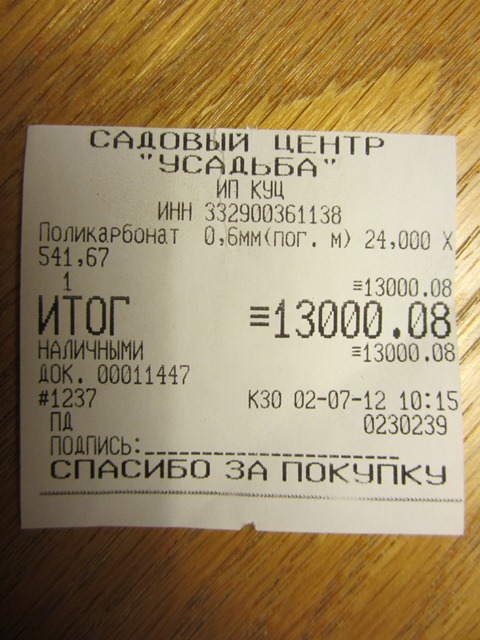 САДОВЫЙ ЦЕНТР
"УСАДЬБА"
ИП КУЦ
ИНН 332900361138
Поликарбонат 0,6мм(пог. м) 24,000 X
541,67
1
≡13000.08
ИТОГ ≡13000.08
НАЛИЧНЫМИ ≡13000.08
ДОК. 00011447
#1237 К30 02-07-12 10:15
ПД 0230239
ПОДПИСЬ:____________________
СПАСИБО ЗА ПОКУПКУ